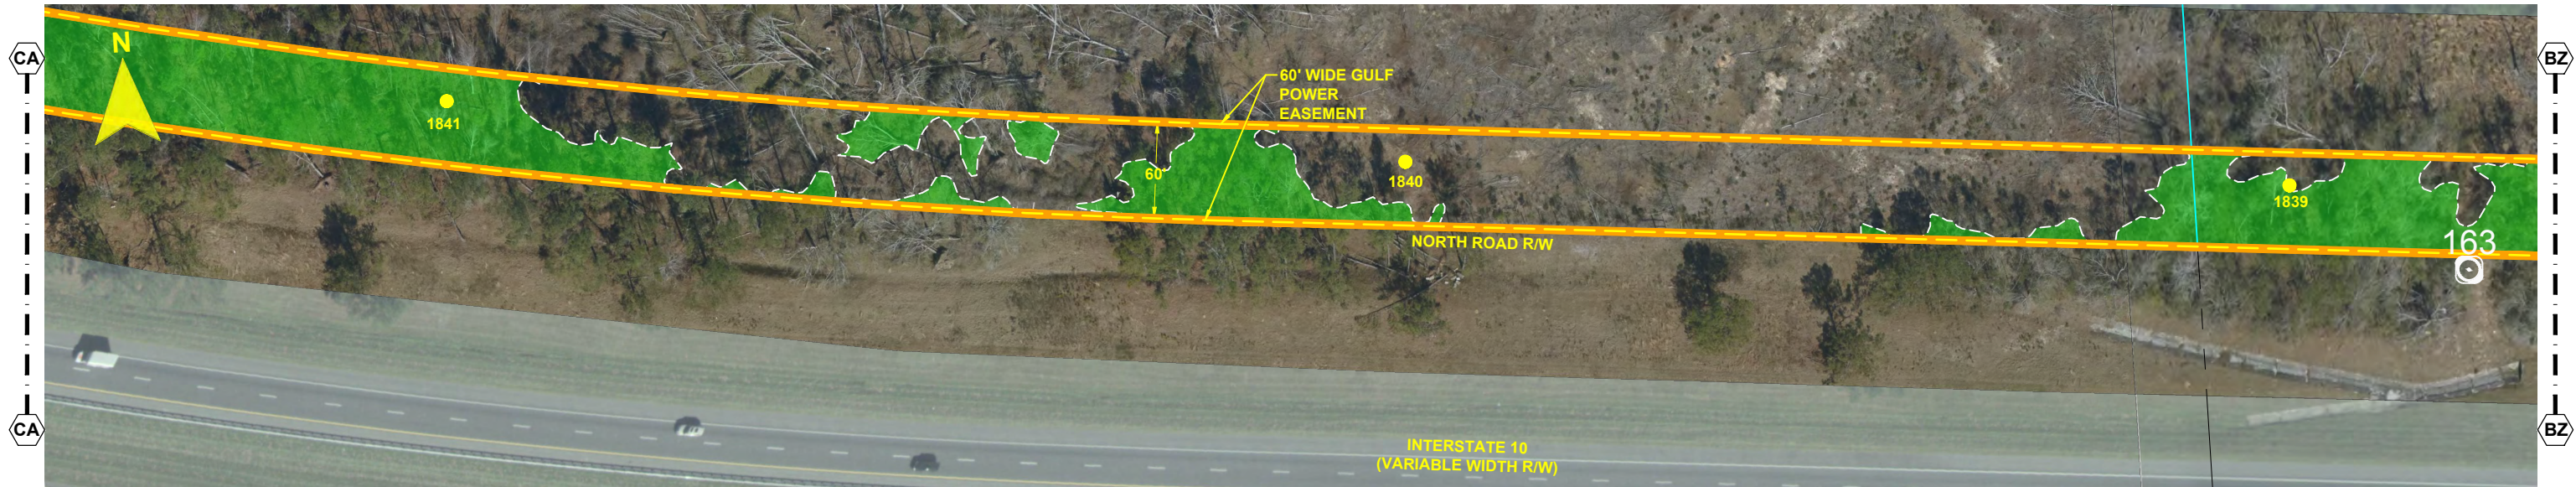 CA
N
BZ
60' WIDE GULF
POWER
EASEMENT
1841
60'
1840
1839
NORTH ROAD R/W
163
CA
BZ
INTERSTATE 10
(VARIABLE WIDTH R/W)